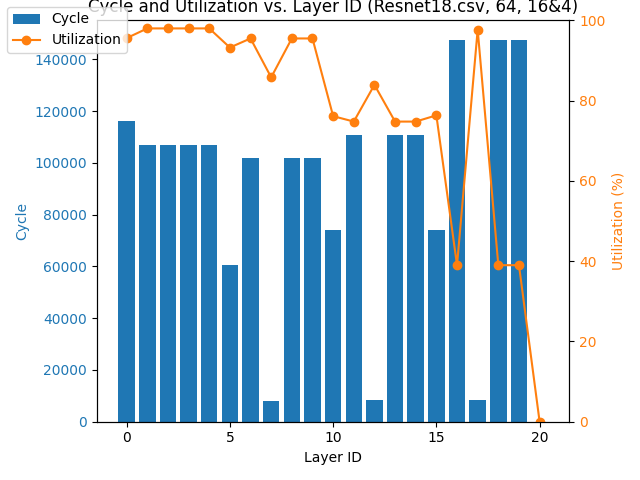 Cycle and Utilization vs. Layer ID (Resnet18.csv, 64, 16&4)
Cycle
Utilization
140000
120000
100000
80000
60000
40000
20000
0
Cycle
100
80
60
40
20
0
Utilization (%)
0 5 10 15 20
Layer ID